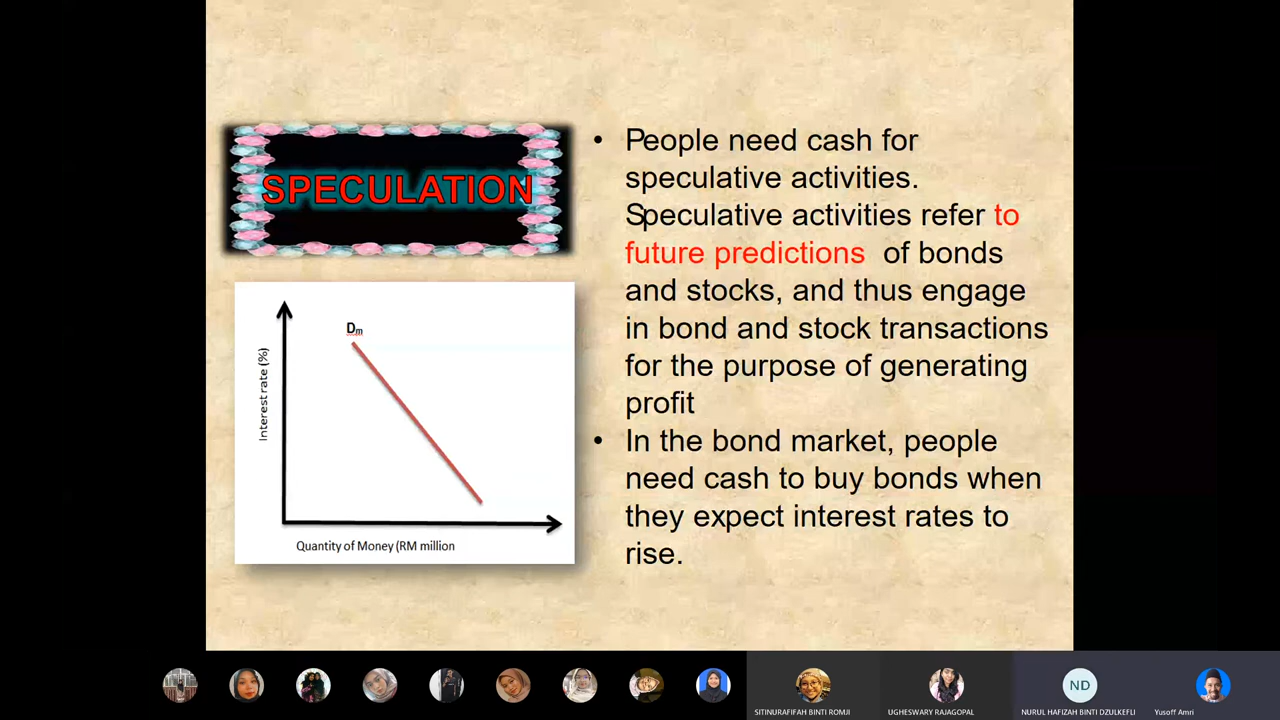 SPECULATION
Dm
Interest rate (%)
Quantity of Money (RM million
• People need cash for
speculative activities.
Speculative activities refer to
future predictions of bonds
and stocks, and thus engage
in bond and stock transactions
for the purpose of generating
profit
• In the bond market, people
need cash to buy bonds when
they expect interest rates to
rise.
ND
SITINURAFIFAH BINTI ROMJI
UGHESWARY RAJAGOPAL
NURUL HAFIZAH BINTI DZULKEFLI
Yusoff Amri